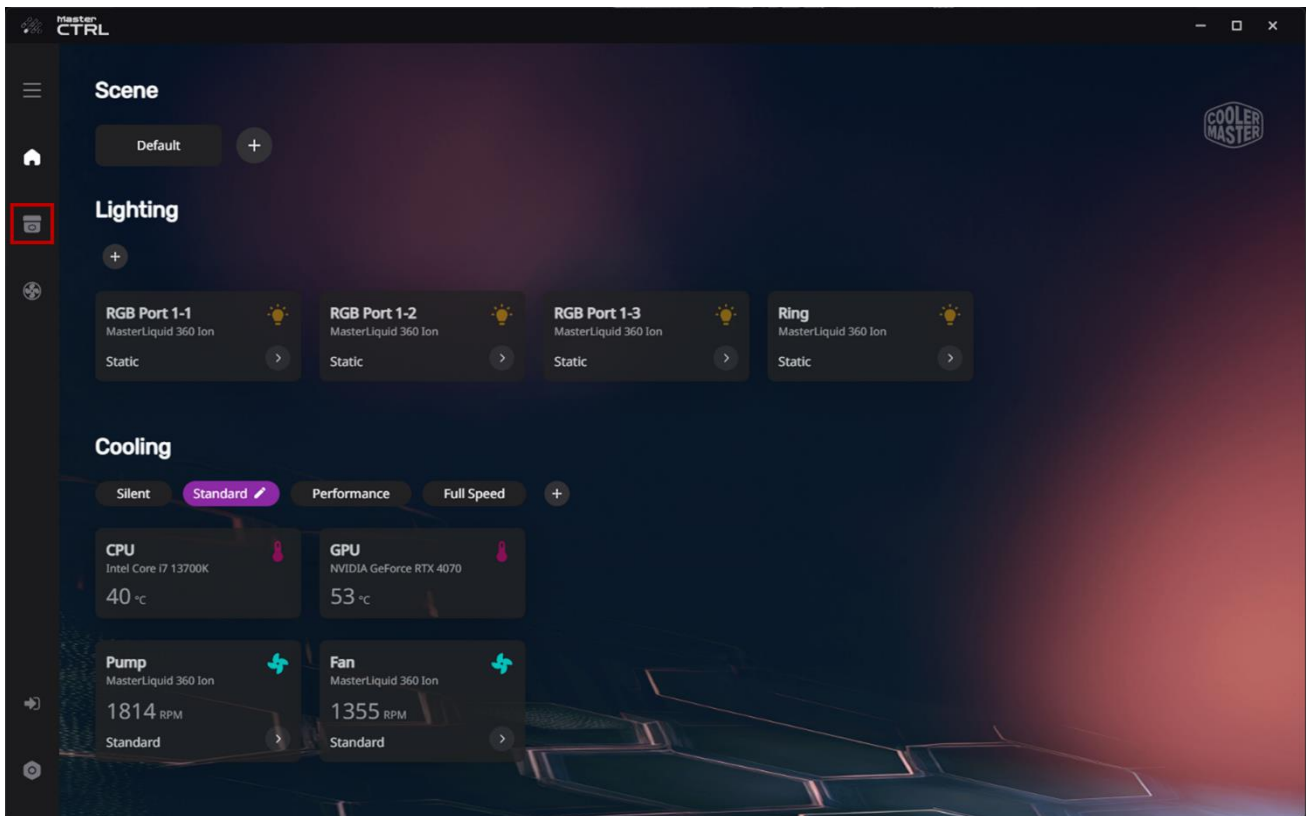 Master
CTRL
Scene
COOLER
MASTER
Default
+
Lighting
+
RGB Port 1-1
MasterLiquid 360 Ion
Static
RGB Port 1-2
MasterLiquid 360 Ion
Static
RGB Port 1-3
MasterLiquid 360 Ion
Static
Ring
MasterLiquid 360 Ion
Static
Cooling
Silent Standard Performance Full Speed +
CPU
Intel Core i7 13700K
40 °C
GPU
NVIDIA GeForce RTX 4070
53 °C
Pump
MasterLiquid 360 Ion
1814 RPM
Standard
Fan
MasterLiquid 360 Ion
1355 RPM
Standard